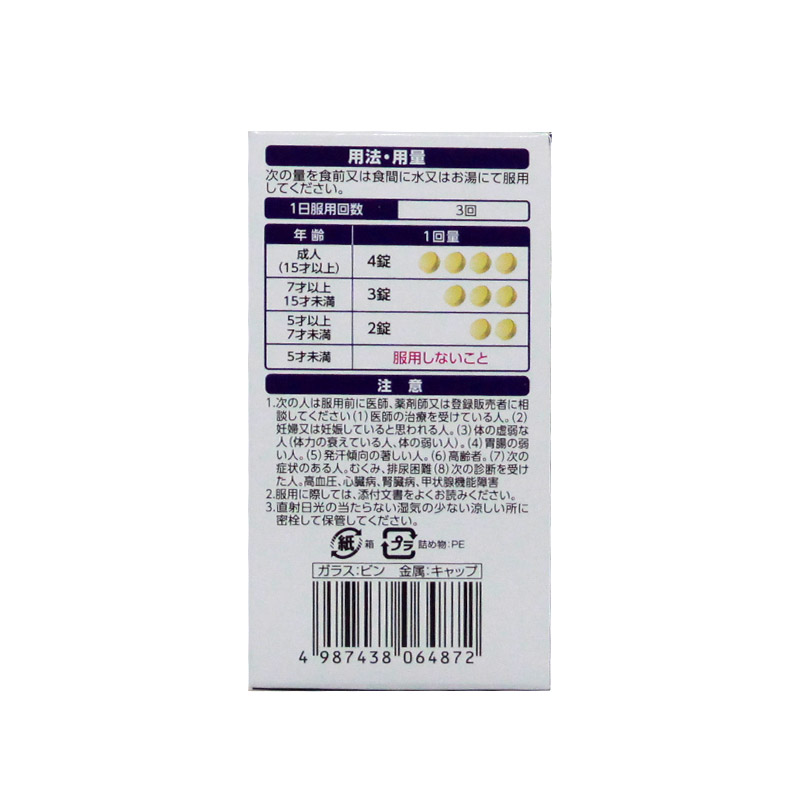 用法・用量
次の量を食前又は食間に水又はお湯にて服用
してください。
1日服用回数 3回
年齢 1回量
成人
(15才以上) 4錠
7才以上
15才未満 3錠
5才以上
7才未満 2錠
5才未満 服用しないこと
注意
1.次の人は服用前に医師、薬剤師又は登録販売者に相
談してください(1)医師の治療を受けている人。(2)
妊婦又は妊娠していると思われる人。(3)体の虚弱な
人(体力の衰えている人、体の弱い人)。(4)胃腸の弱
い人。(5)発汗傾向の著しい人。(6)高齢者。(7)次の
症状のある人。むくみ、排尿困難(8)次の診断を受け
た人。高血圧、心臓病、腎臓病、甲状腺機能障害
2.服用に際しては、添付文書をよくお読みください。
3.直射日光の当たらない湿気の少ない涼しい所に
密栓して保管してください。
紙 箱 プラ 詰め物:PE
ガラス:ビン 金属:キャップ
4 987438 064872